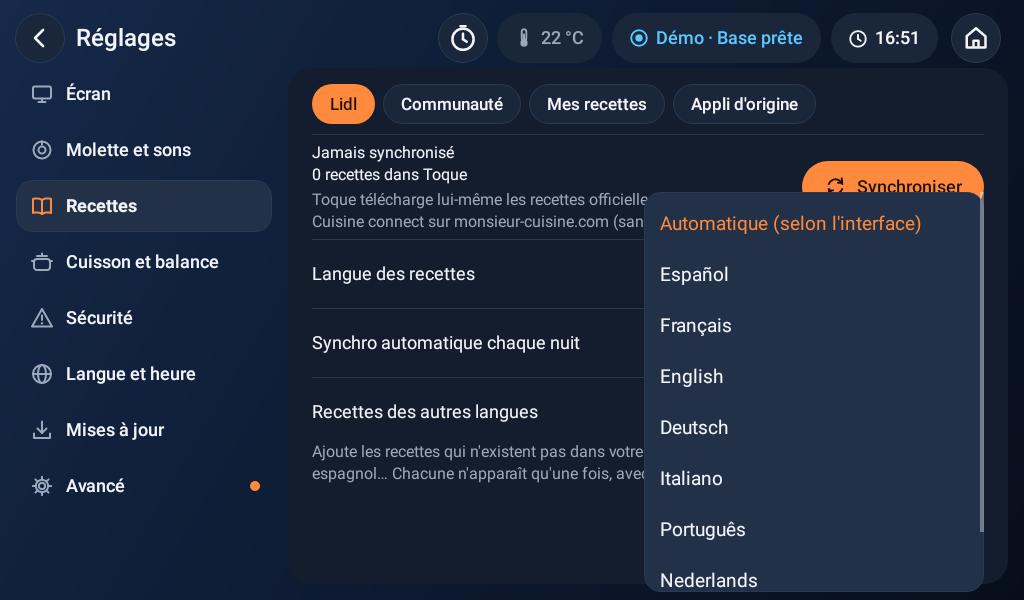 Réglages
22 °C
Démo · Base prête
16:51
Écran
Molette et sons
Recettes
Cuisson et balance
Sécurité
Langue et heure
Mises à jour
Avancé
Lidl
Communauté
Mes recettes
Appli d'origine
Jamais synchronisé
0 recettes dans Toque
Synchroniser
Toque télécharge lui-même les recettes officielle
Cuisine connect sur monsieur-cuisine.com (san
Langue des recettes
Synchro automatique chaque nuit
Recettes des autres langues
Ajoute les recettes qui n'existent pas dans votre
espagnol… Chacune n'apparaît qu'une fois, avec
Automatique (selon l'interface)
Español
Français
English
Deutsch
Italiano
Português
Nederlands